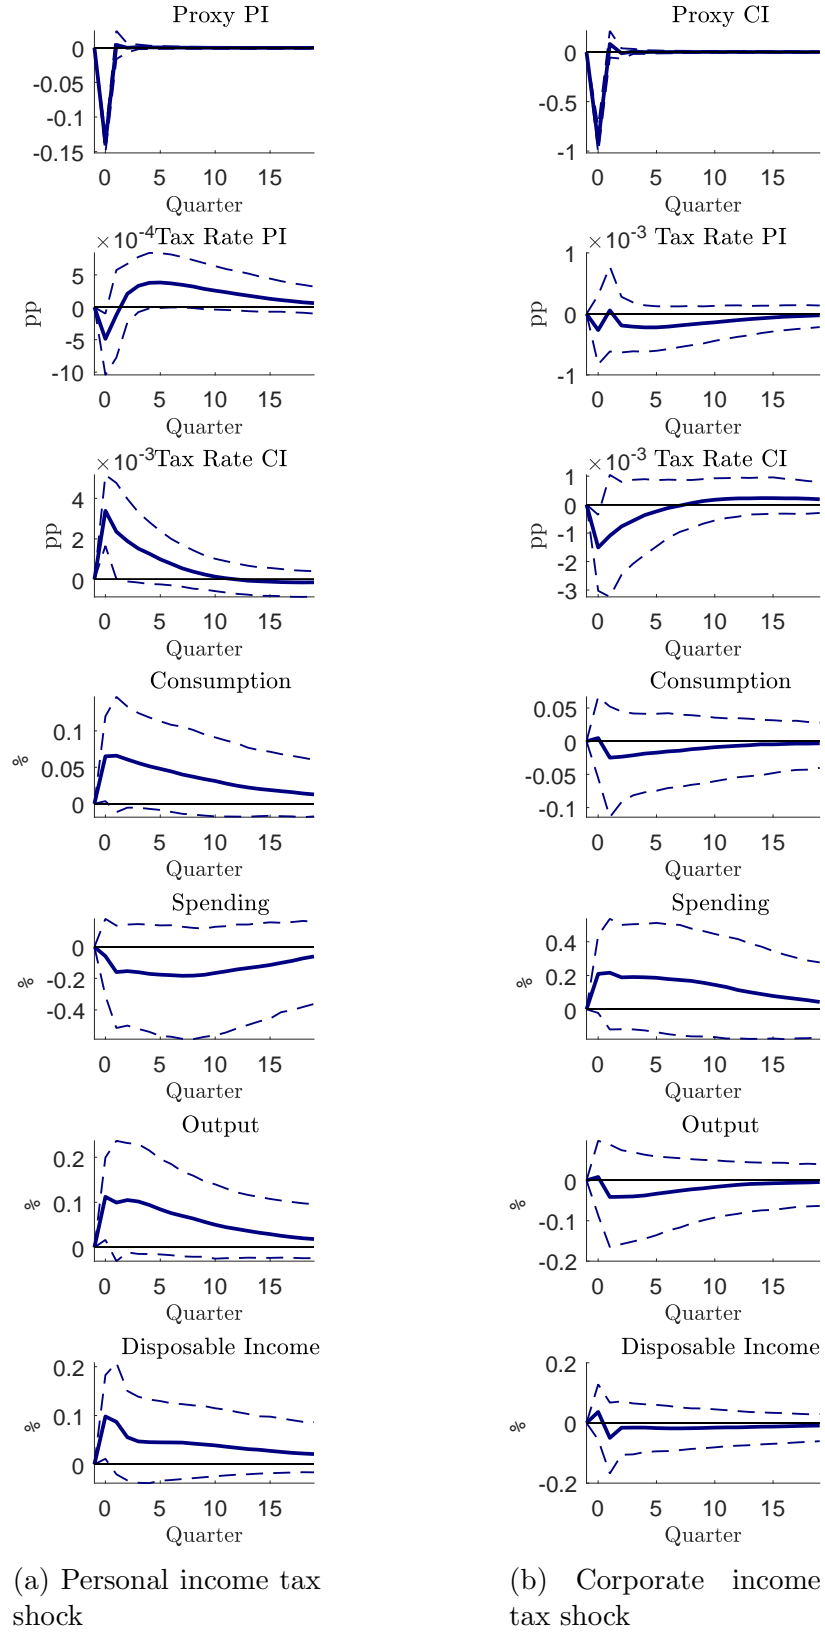 Proxy PI
0
-0.05
-0.1
-0.15
0 5 10 15
Quarter
×10-4 Tax Rate PI
5
0
-5
-10
pp
0 5 10 15
Quarter
×10-3 Tax Rate CI
4
2
0
pp
0 5 10 15
Quarter
Consumption
0.1
0.05
0
%
0 5 10 15
Quarter
Spending
0
-0.2
-0.4
%
0 5 10 15
Quarter
Output
0.2
0.1
0
%
0 5 10 15
Quarter
Disposable Income
0.2
0.1
0
%
0 5 10 15
Quarter
(a) Personal income tax
shock
Proxy CI
0
-0.5
-1
0 5 10 15
Quarter
×10-3 Tax Rate PI
1
0
-1
pp
0 5 10 15
Quarter
×10-3 Tax Rate CI
1
0
-1
-2
-3
pp
0 5 10 15
Quarter
Consumption
0.05
0
-0.05
-0.1
0 5 10 15
Quarter
Spending
0.4
0.2
0
%
0 5 10 15
Quarter
Output
0
-0.1
-0.2
%
0 5 10 15
Quarter
Disposable Income
0.2
0
-0.2
%
0 5 10 15
Quarter
(b) Corporate income
tax shock